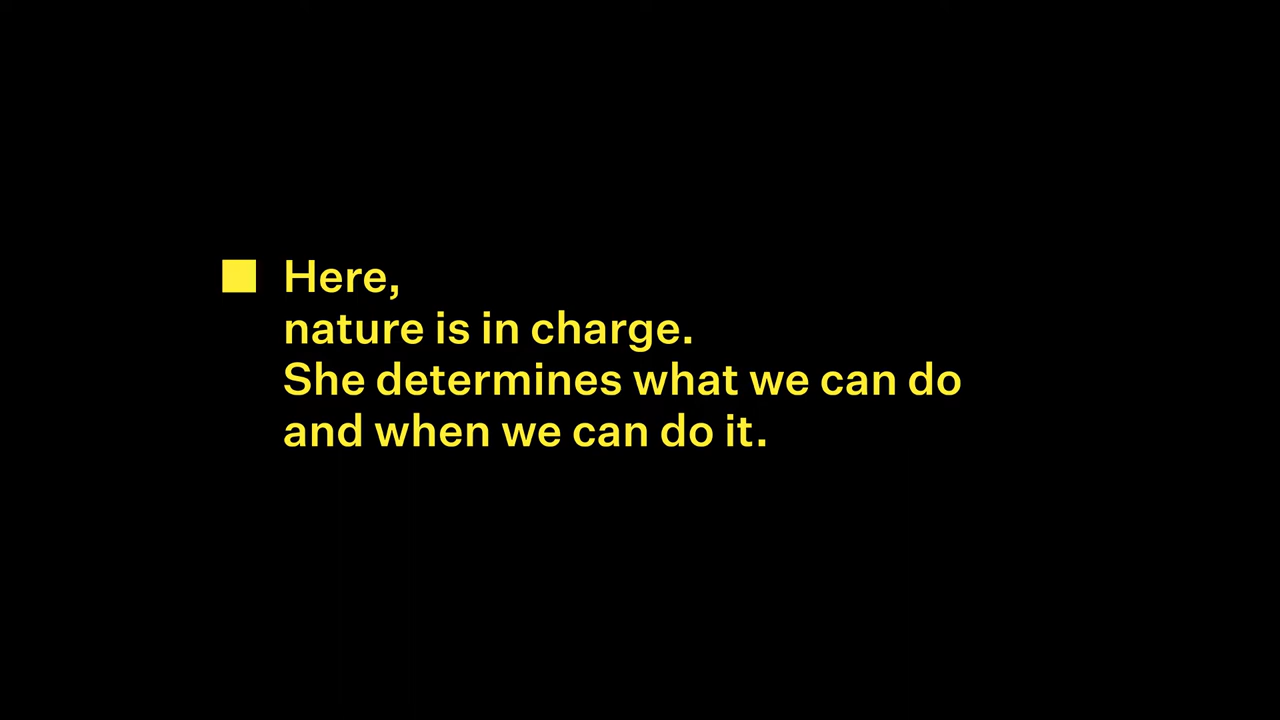 Here,
nature is in charge.
She determines what we can do
and when we can do it.